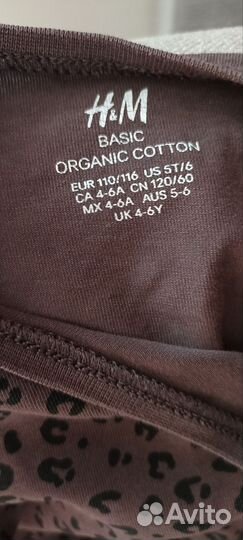 H&M
BASIC
ORGANIC COTTON
EUR 110/116 US 5T/6
CA 4-6A CN 120/60
MX 4-6A AUS 5-6
UK 4-6Y
Avito